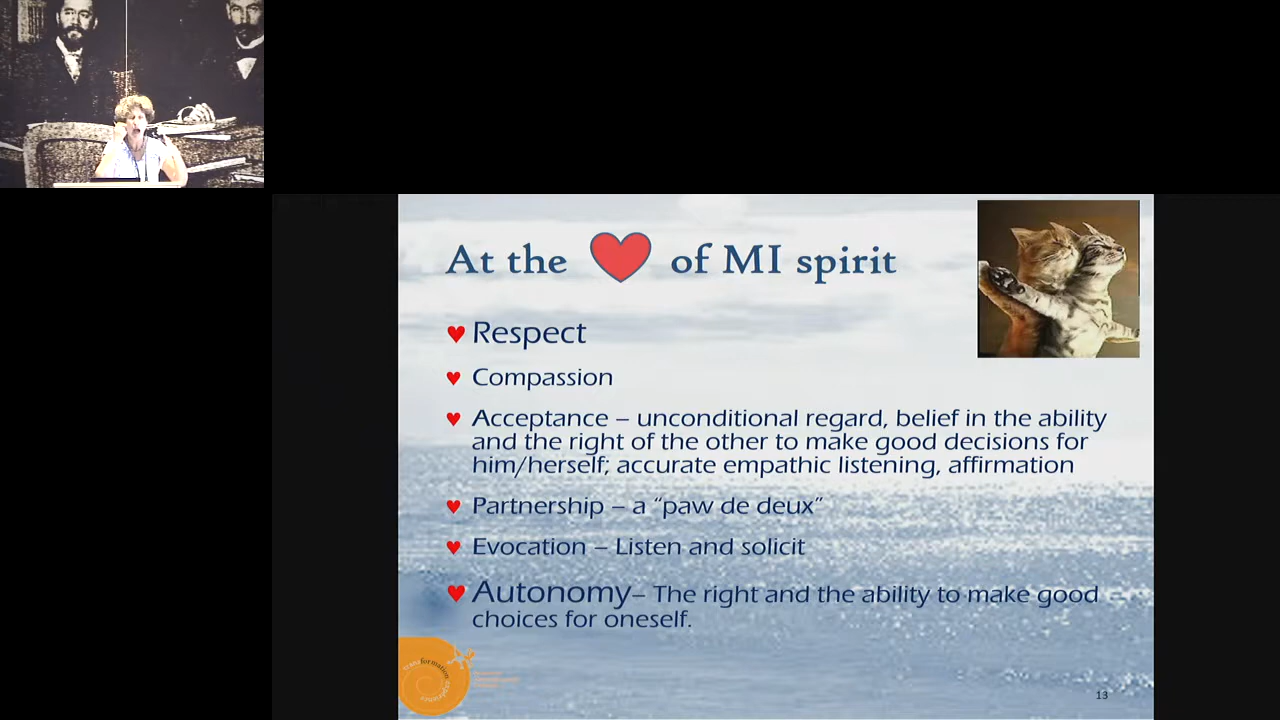 At the of MI spirit
Respect
Compassion
Acceptance – unconditional regard, belief in the ability
and the right of the other to make good decisions for
him/herself; accurate empathic listening, affirmation
Partnership – a “paw de deux”
Evocation – Listen and solicit
Autonomy– The right and the ability to make good
choices for oneself.
13